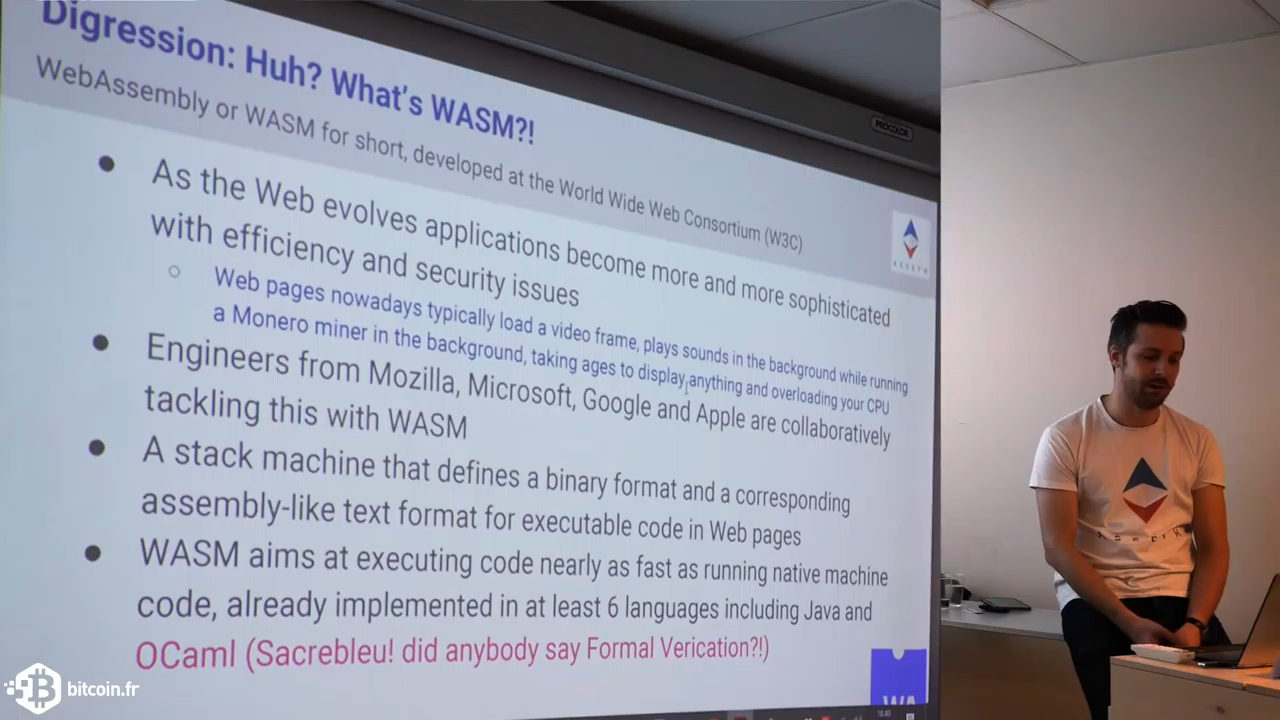 Digression: Huh? What's WASM?!
WebAssembly or WASM for short, developed at the World Wide Web Consortium (W3C)
PROCOLOR
● As the Web evolves applications become more and more sophisticated
with efficiency and security issues
○ Web pages nowadays typically load a video frame, plays sounds in the background while running
a Monero miner in the background, taking ages to display anything and overloading your CPU
● Engineers from Mozilla, Microsoft, Google and Apple are collaboratively
tackling this with WASM
● A stack machine that defines a binary format and a corresponding
assembly-like text format for executable code in Web pages
● WASM aims at executing code nearly as fast as running native machine
code, already implemented in at least 6 languages including Java and
OCaml (Sacrebleu! did anybody say Formal Verication?!)
WA
bitcoin.fr